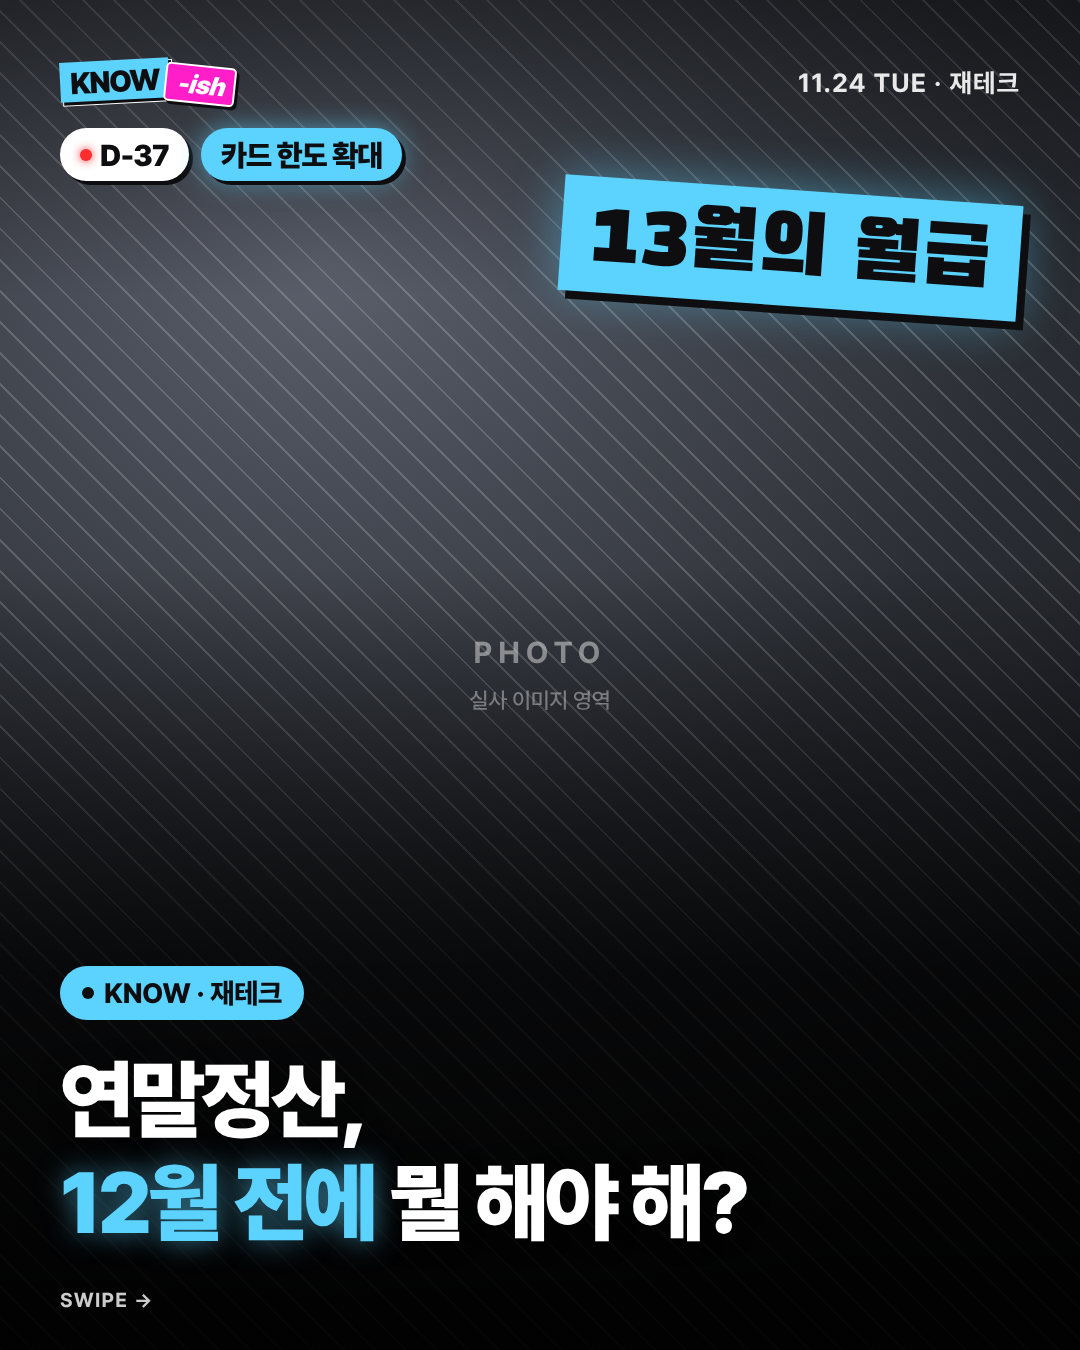 KNOW -ish
11.24 TUE · 재테크
D-37
카드 한도 확대
13월의 월급
PHOTO
실사 이미지 영역
KNOW · 재테크
연말정산,
12월 전에 뭘 해야 해?
SWIPE →